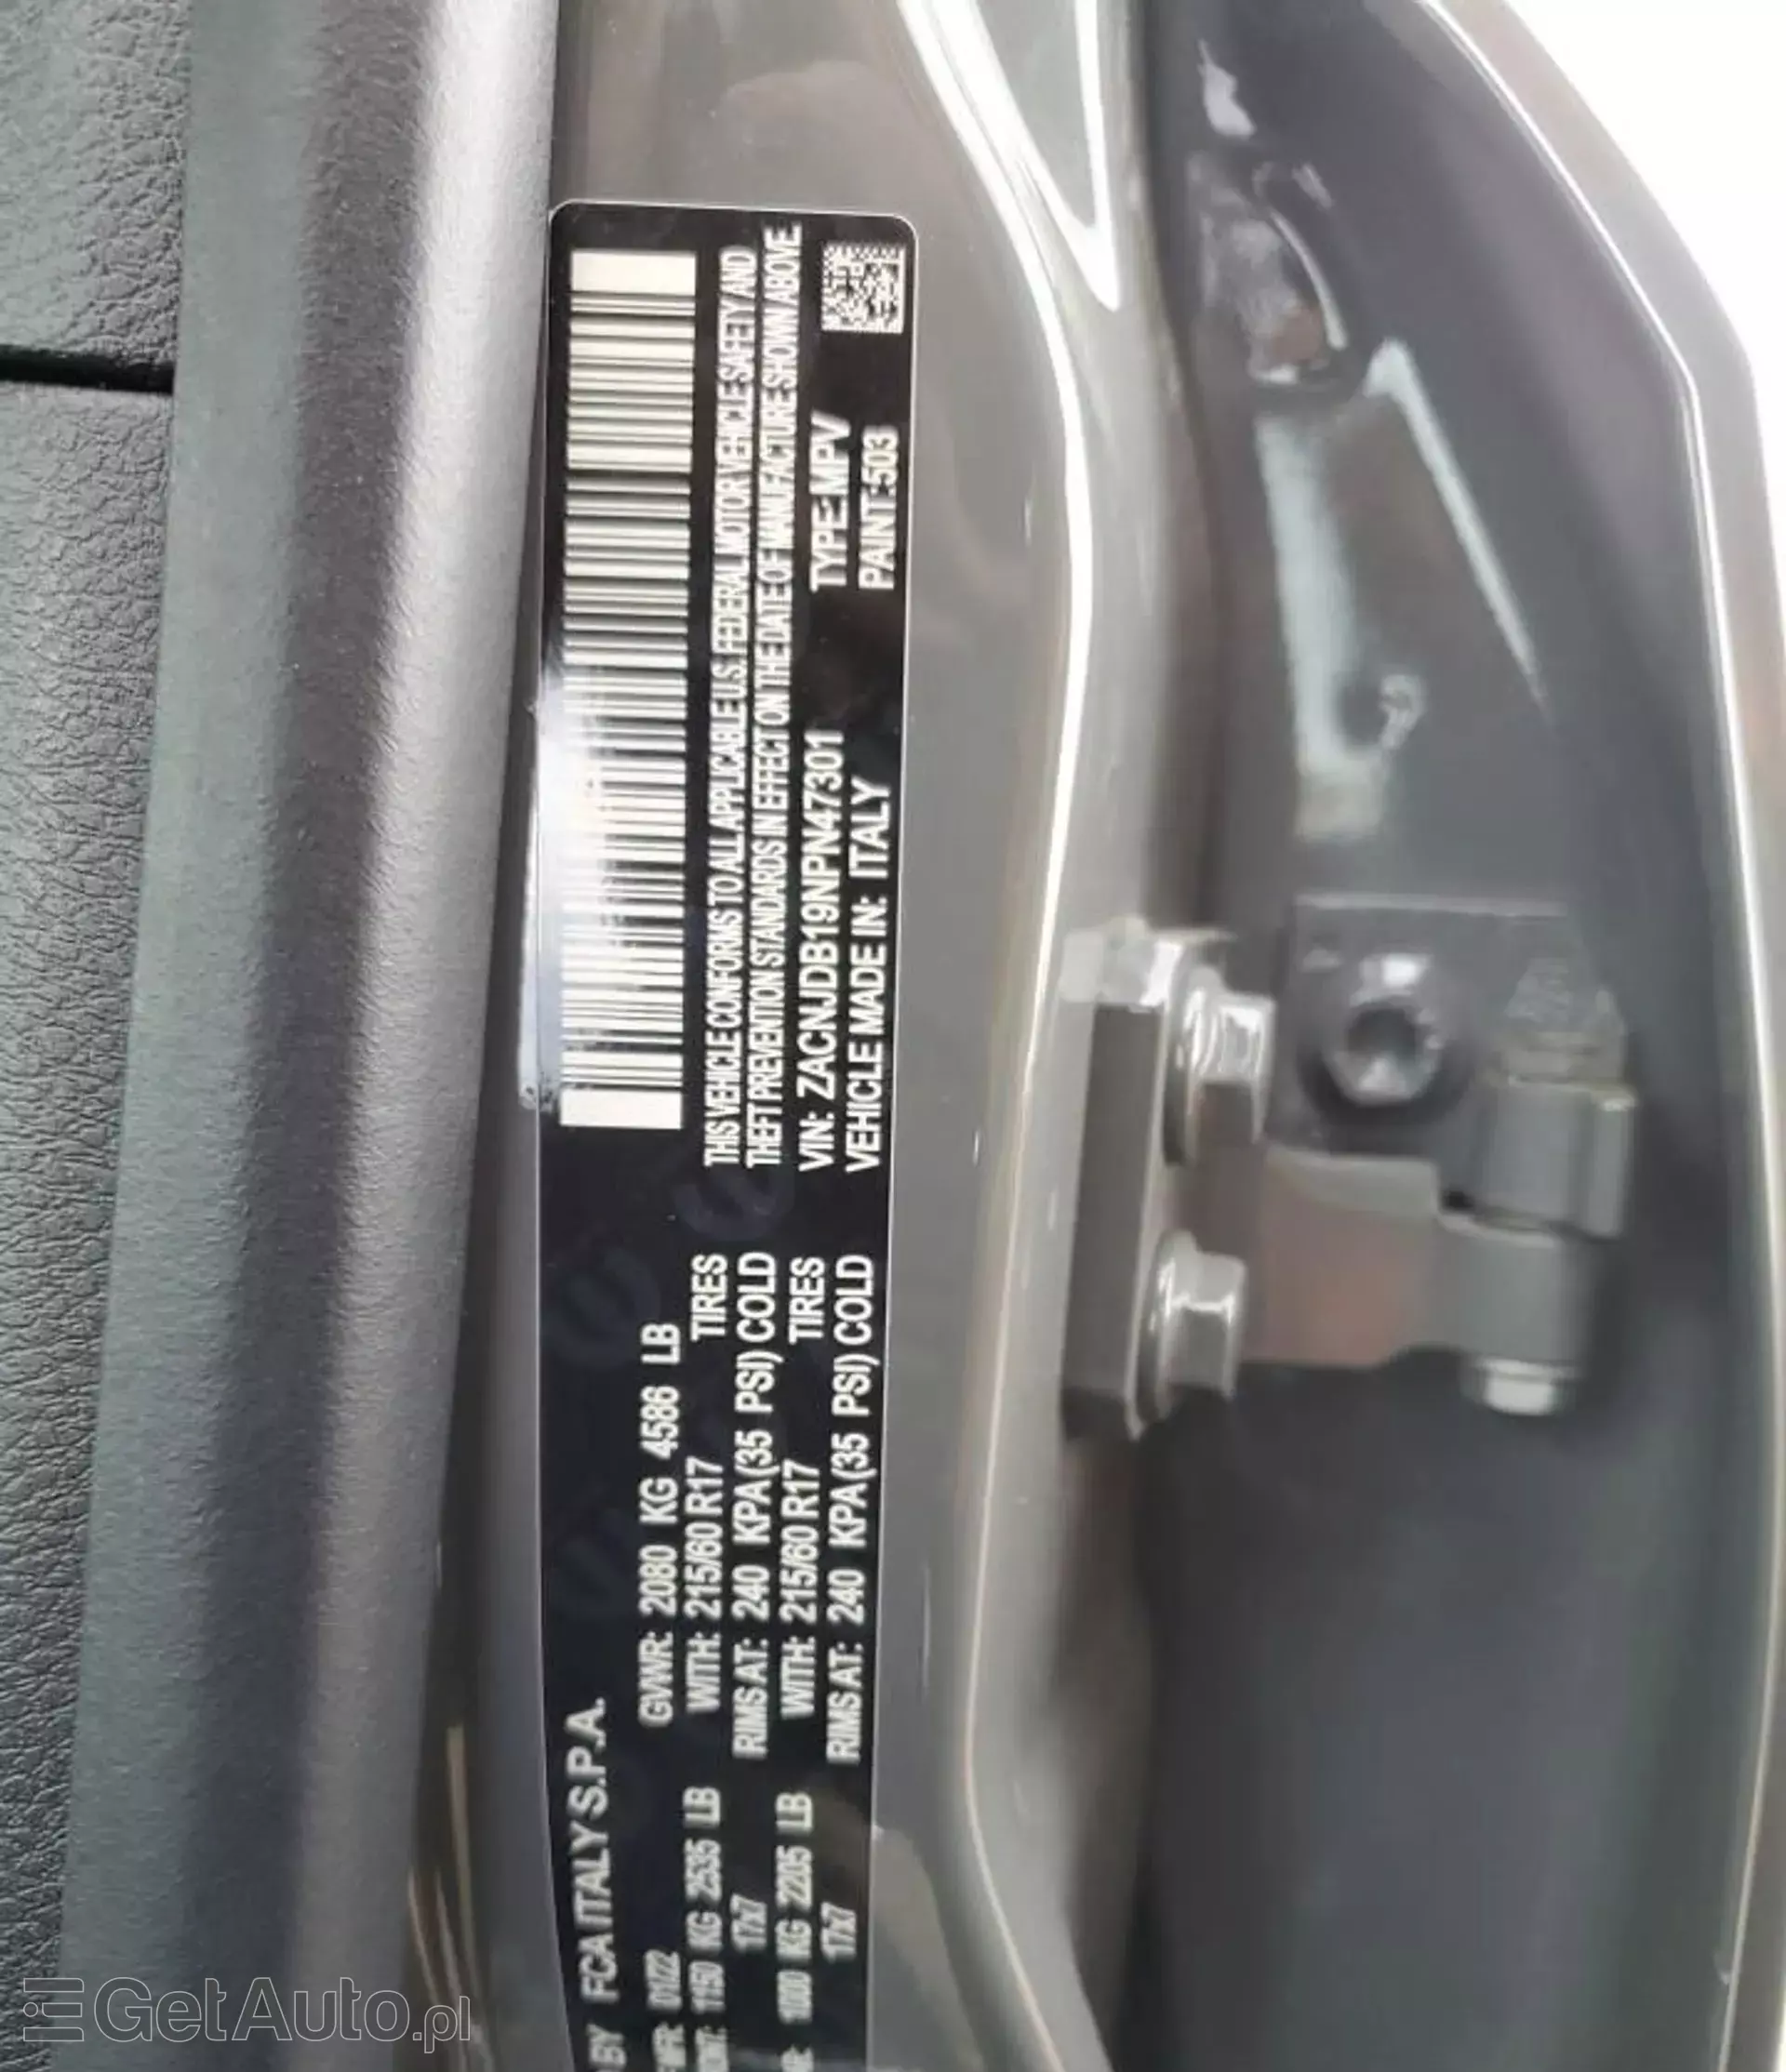 D BY FCA ITALY S.P.A.
MFR: 01/22 GVWR: 2080 KG 4586 LB
1150 KG 2535 LB WITH: 215/60 R17 TIRES
17x7 RIMS AT: 240 KPA (35 PSI) COLD
1000 KG 2205 LB WITH: 215/60 R17 TIRES
17x7 RIMS AT: 240 KPA (35 PSI) COLD
THIS VEHICLE CONFORMS TO ALL APPLICABLE U.S. FEDERAL MOTOR VEHICLE SAFETY AND
THEFT PREVENTION STANDARDS IN EFFECT ON THE DATE OF MANUFACTURE SHOWN ABOVE.
VIN: ZACNJDB19NPN47301 TYPE: MPV
VEHICLE MADE IN: ITALY PAINT: 503
GetAuto.pl